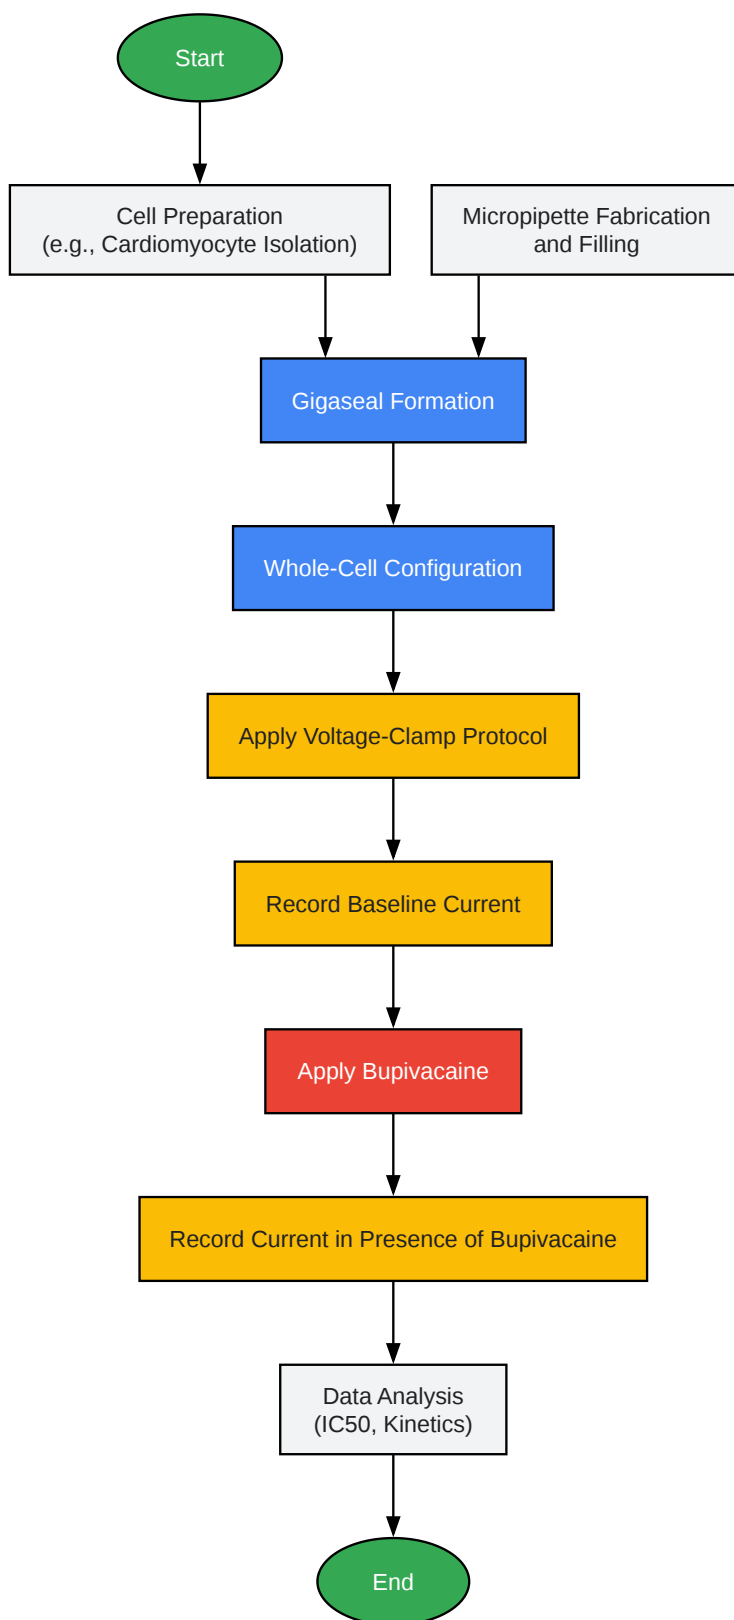 Start
Cell Preparation
(e.g., Cardiomyocyte Isolation)
Micropipette Fabrication
and Filling
Gigaseal Formation
Whole-Cell Configuration
Apply Voltage-Clamp Protocol
Record Baseline Current
Apply Bupivacaine
Record Current in Presence of Bupivacaine
Data Analysis
(IC50, Kinetics)
End